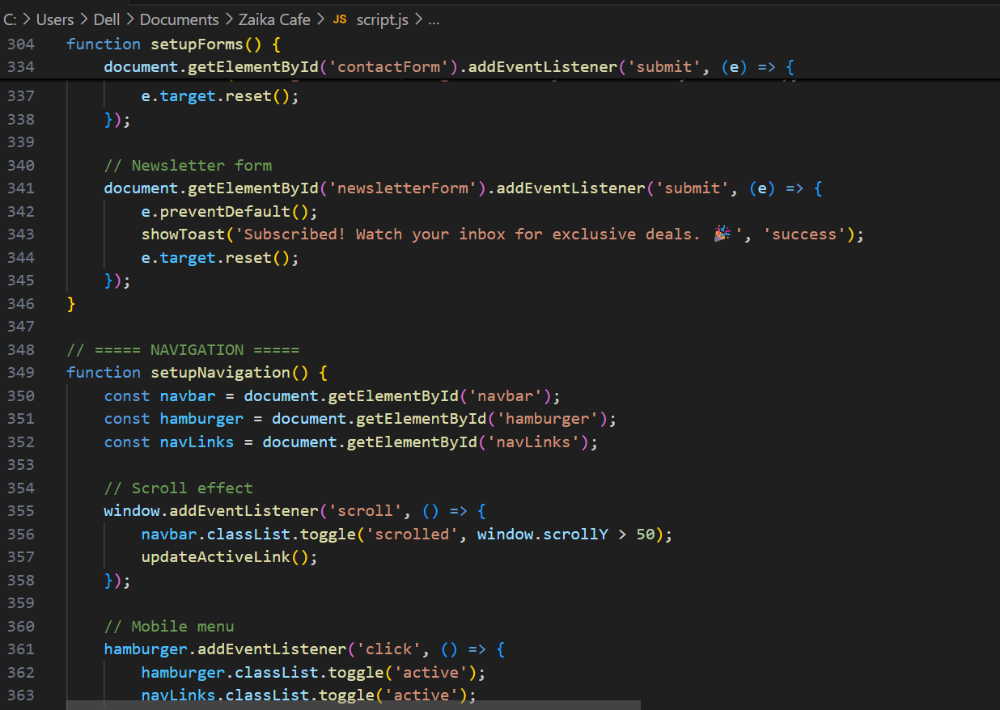 C: > Users > Dell > Documents > Zaika Cafe > JS script.js > ...
304 function setupForms() {
334     document.getElementById('contactForm').addEventListener('submit', (e) => {
337         e.target.reset();
338     });
339
340     // Newsletter form
341     document.getElementById('newsletterForm').addEventListener('submit', (e) => {
342         e.preventDefault();
343         showToast('Subscribed! Watch your inbox for exclusive deals. 🎉', 'success');
344         e.target.reset();
345     });
346 }
347
348 // ===== NAVIGATION =====
349 function setupNavigation() {
350     const navbar = document.getElementById('navbar');
351     const hamburger = document.getElementById('hamburger');
352     const navLinks = document.getElementById('navLinks');
353
354     // Scroll effect
355     window.addEventListener('scroll', () => {
356         navbar.classList.toggle('scrolled', window.scrollY > 50);
357         updateActiveLink();
358     });
359
360     // Mobile menu
361     hamburger.addEventListener('click', () => {
362         hamburger.classList.toggle('active');
363         navLinks.classList.toggle('active');